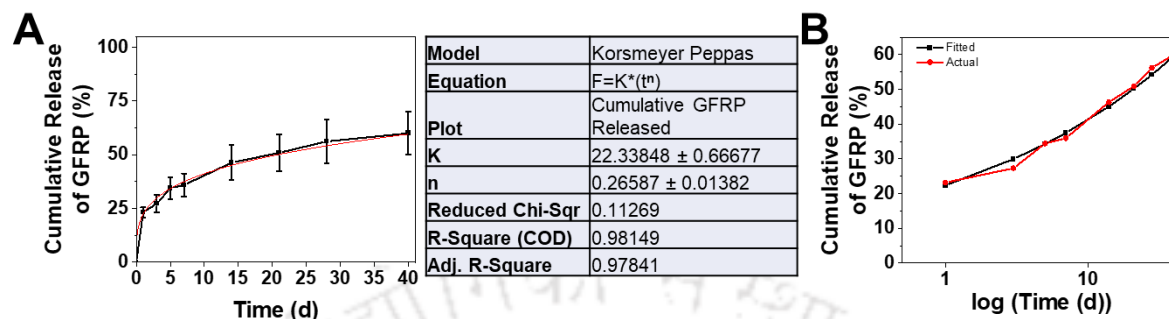 A
Cumulative Release
of GFRP (%)
100
75
50
25
0
0 5 10 15 20 25 30 35 40
Time (d)
Model Korsmeyer Peppas
Equation F=K*(tⁿ)
Plot Cumulative GFRP
Released
K 22.33848 ± 0.66677
n 0.26587 ± 0.01382
Reduced Chi-Sqr 0.11269
R-Square (COD) 0.98149
Adj. R-Square 0.97841
B
Cumulative Release
of GFRP (%)
Fitted
Actual
60
50
40
30
20
10
0
1 10
log (Time (d))